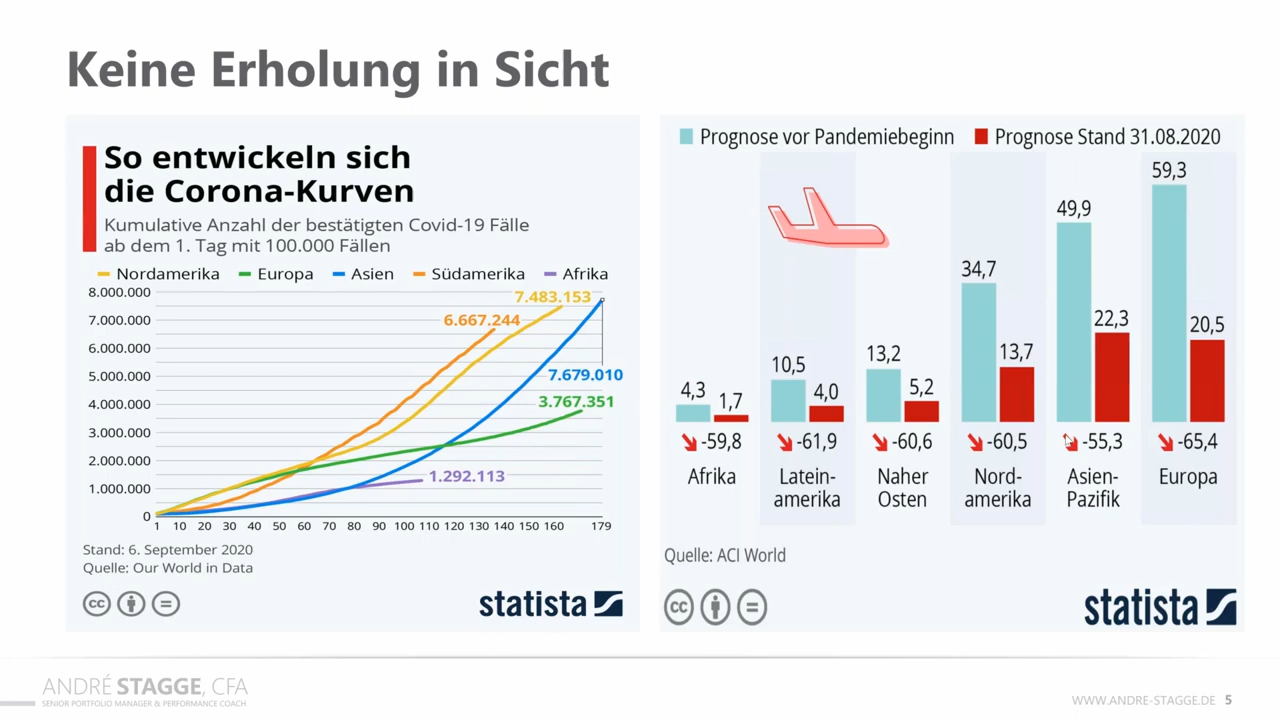 Keine Erholung in Sicht
So entwickeln sich
die Corona-Kurven
Kumulative Anzahl der bestätigten Covid-19 Fälle
ab dem 1. Tag mit 100.000 Fällen
Nordamerika Europa Asien Südamerika Afrika
8.000.000
7.000.000
6.000.000
5.000.000
4.000.000
3.000.000
2.000.000
1.000.000
0
7.483.153
6.667.244
7.679.010
3.767.351
1.292.113
1 10 20 30 40 50 60 70 80 90 100 110 120 130 140 150 160 179
Stand: 6. September 2020
Quelle: Our World in Data
cc
statista
Prognose vor Pandemiebeginn Prognose Stand 31.08.2020
4,3 1,7
10,5 4,0
13,2 5,2
34,7 13,7
49,9 22,3
59,3 20,5
-59,8 -61,9 -60,6 -60,5 -55,3 -65,4
Afrika
Latein-
amerika
Naher
Osten
Nord-
amerika
Asien-
Pazifik
Europa
Quelle: ACI World
cc
statista
ANDRÉ STAGGE, CFA
SENIOR PORTFOLIO MANAGER & PERFORMANCE COACH
WWW.ANDRE-STAGGE.DE 5